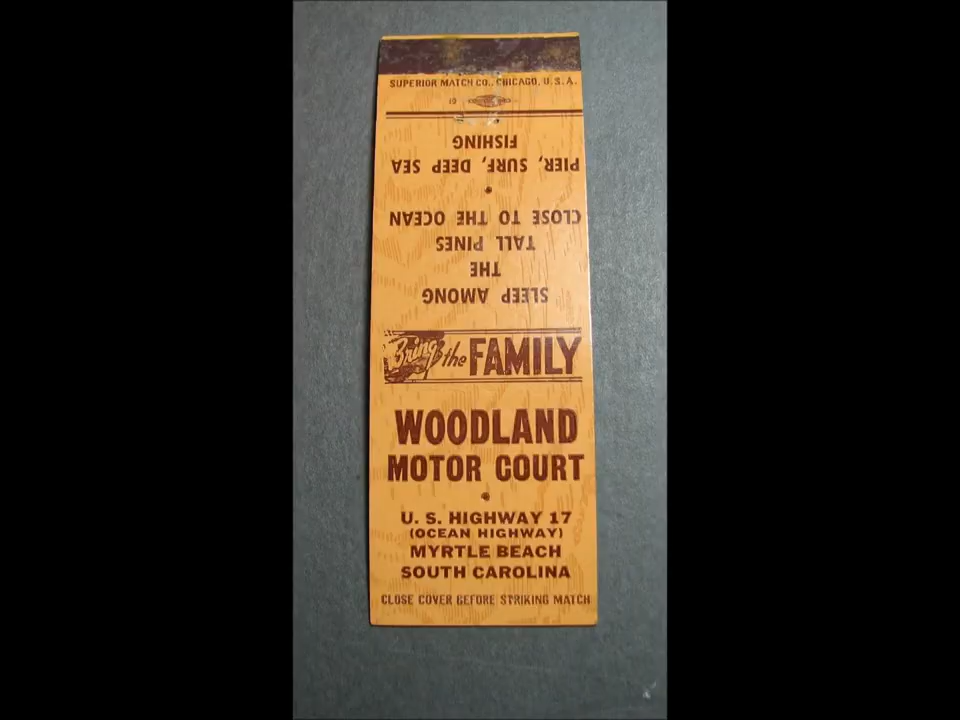 SUPERIOR MATCH CO., CHICAGO, U.S.A.
10
SLEEP AMONG
THE
TALL PINES
CLOSE TO THE OCEAN
PIER, SURF, DEEP SEA
FISHING
Bring the FAMILY
WOODLAND
MOTOR COURT
U. S. HIGHWAY 17
(OCEAN HIGHWAY)
MYRTLE BEACH
SOUTH CAROLINA
CLOSE COVER BEFORE STRIKING MATCH